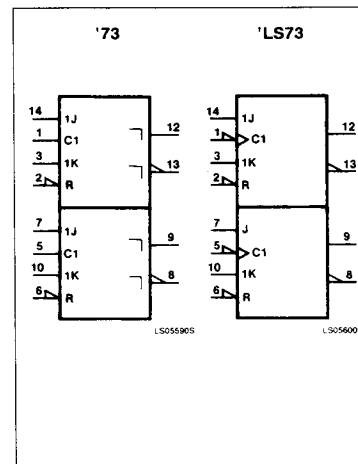 '73
'LS73
14 1J 12
1 C1
3 1K 13
2 R
7 1J
5 C1 9
10 1K
6 R 8
LS05590S
14 1J 12
1 C1
3 1K 13
2 R
7 J
5 C1 9
10 1K 8
6 R
LS05600